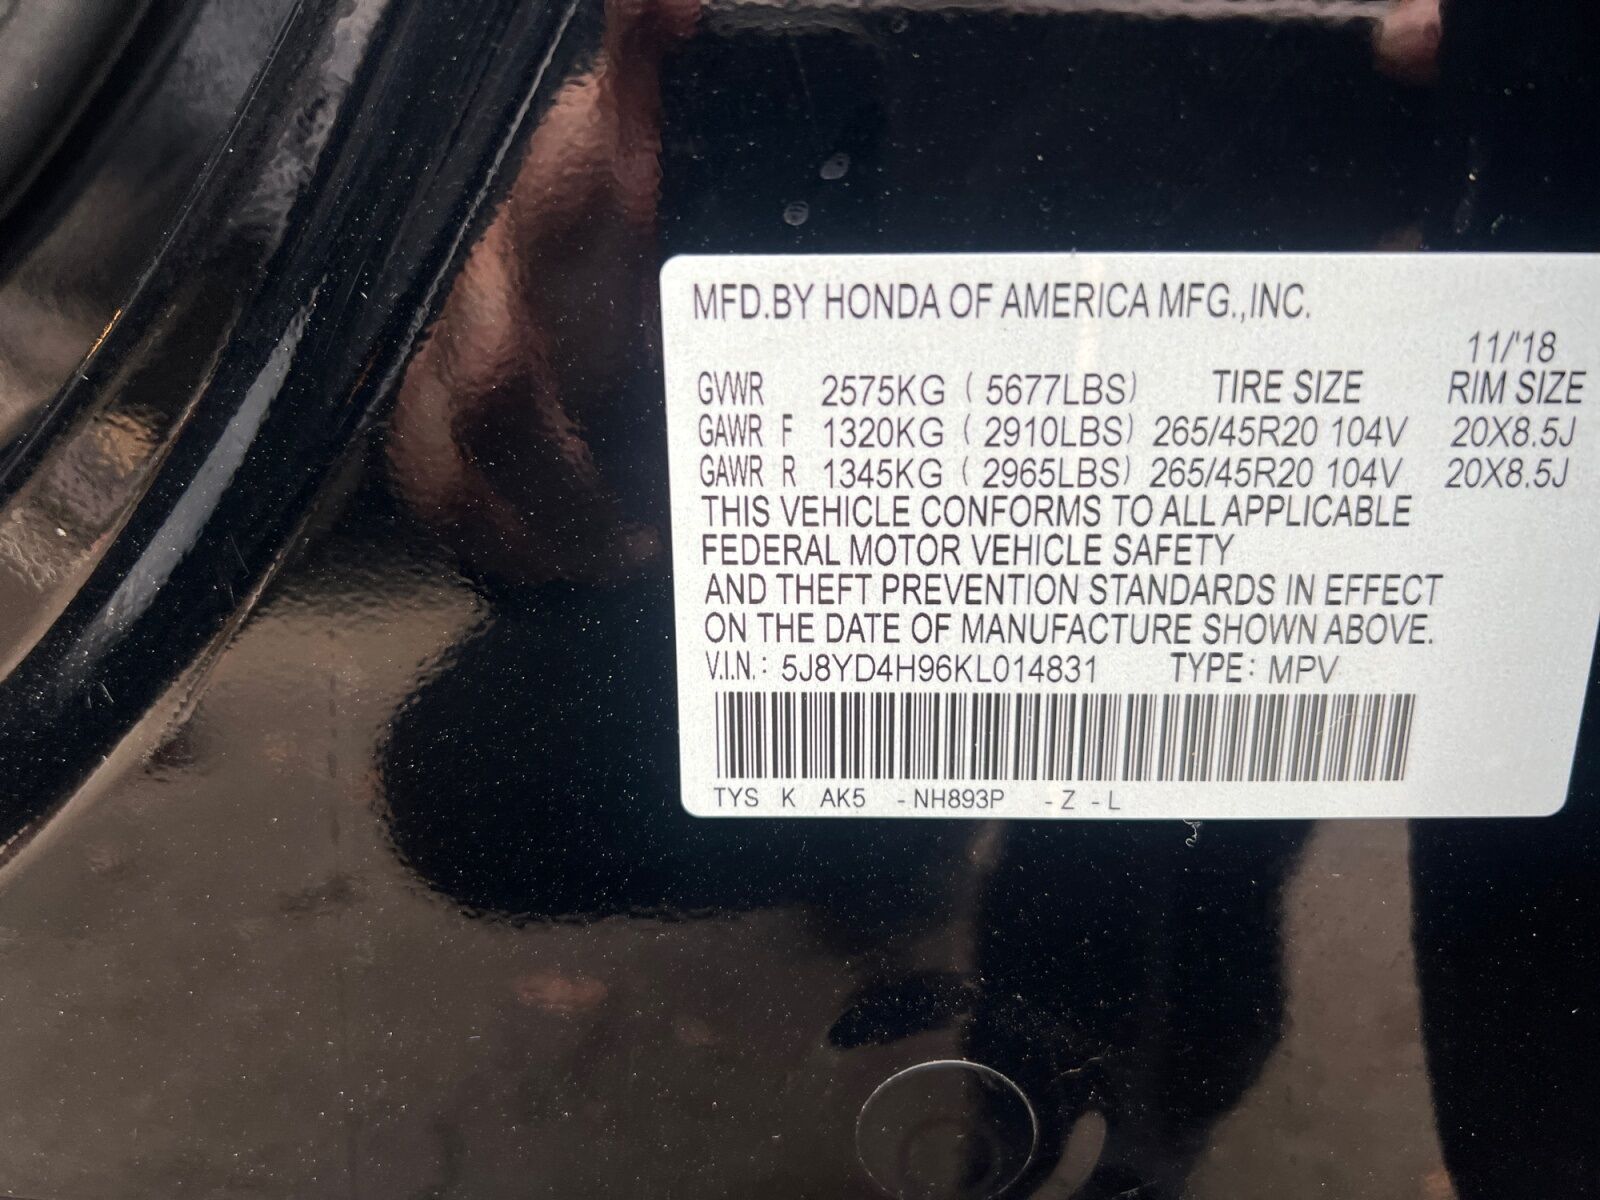 MFD.BY HONDA OF AMERICA MFG.,INC.
11/'18
GVWR 2575KG ( 5677LBS) TIRE SIZE RIM SIZE
GAWR F 1320KG ( 2910LBS) 265/45R20 104V 20X8.5J
GAWR R 1345KG ( 2965LBS) 265/45R20 104V 20X8.5J
THIS VEHICLE CONFORMS TO ALL APPLICABLE
FEDERAL MOTOR VEHICLE SAFETY
AND THEFT PREVENTION STANDARDS IN EFFECT
ON THE DATE OF MANUFACTURE SHOWN ABOVE.
V.I.N.: 5J8YD4H96KL014831 TYPE: MPV
TYS K AK5 -NH893P -Z -L